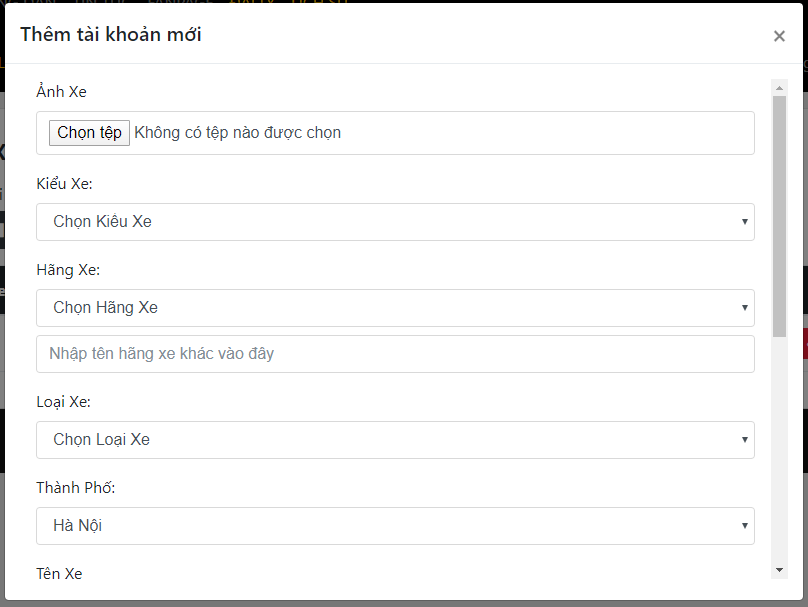 Thêm tài khoản mới
×
Ảnh Xe
Chọn tệp Không có tệp nào được chọn
Kiểu Xe:
Chọn Kiêu Xe
Hãng Xe:
Chọn Hãng Xe
Nhập tên hãng xe khác vào đây
Loại Xe:
Chọn Loại Xe
Thành Phố:
Hà Nội
Tên Xe